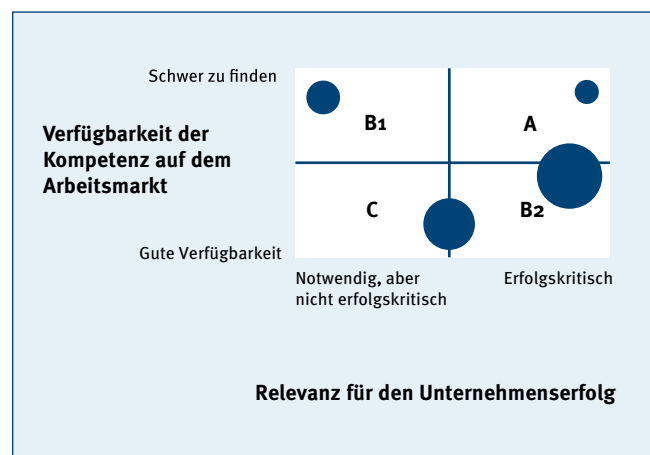 Schwer zu finden
Verfügbarkeit der
Kompetenz auf dem
Arbeitsmarkt
B1
A
C
B2
Gute Verfügbarkeit
Notwendig, aber
nicht erfolgskritisch
Erfolgskritisch
Relevanz für den Unternehmenserfolg